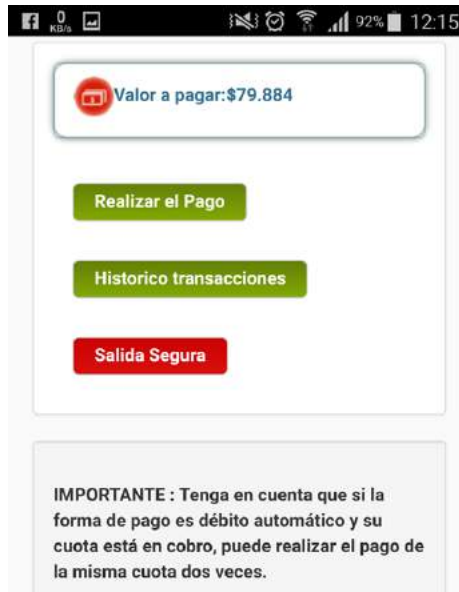 0
KB/s
92%
12:15
Valor a pagar:$79.884
Realizar el Pago
Historico transacciones
Salida Segura
IMPORTANTE : Tenga en cuenta que si la
forma de pago es débito automático y su
cuota está en cobro, puede realizar el pago de
la misma cuota dos veces.